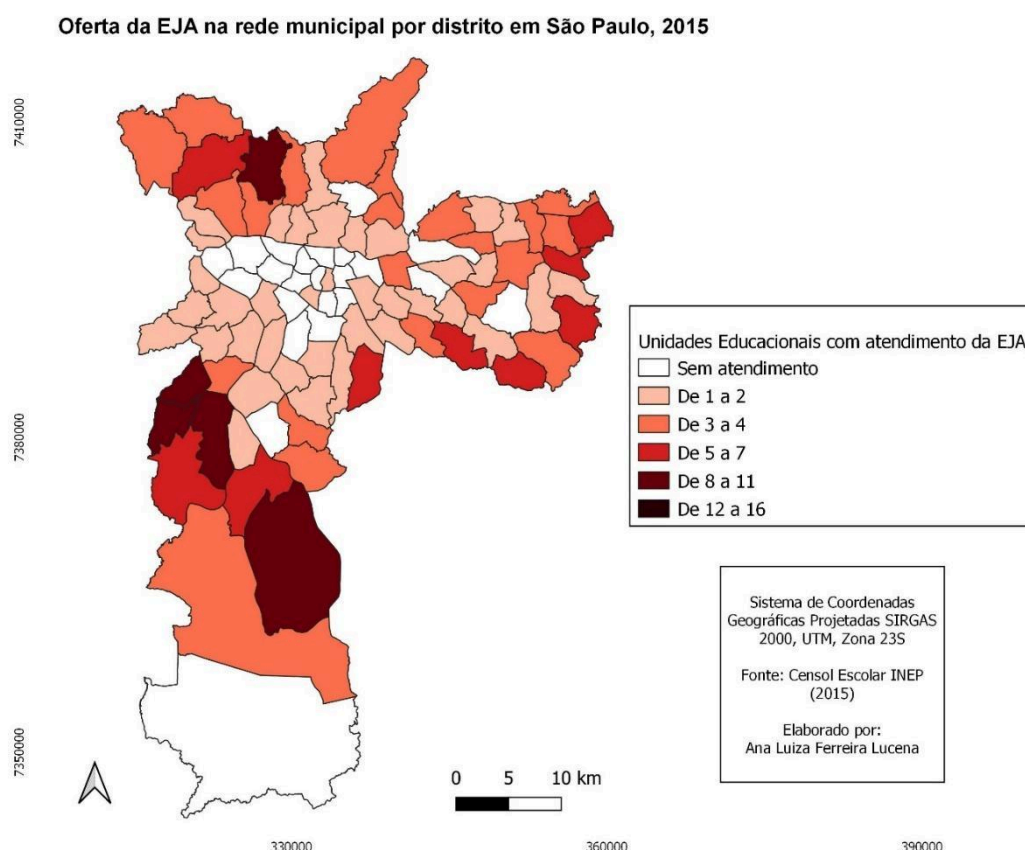 Oferta da EJA na rede municipal por distrito em São Paulo, 2015
7410000
7380000
7350000
Unidades Educacionais com atendimento da EJA
Sem atendimento
De 1 a 2
De 3 a 4
De 5 a 7
De 8 a 11
De 12 a 16
Sistema de Coordenadas
Geográficas Projetadas SIRGAS
2000, UTM, Zona 23S
Fonte: Censol Escolar INEP
(2015)
Elaborado por:
Ana Luiza Ferreira Lucena
0 5 10 km
330000 360000 390000